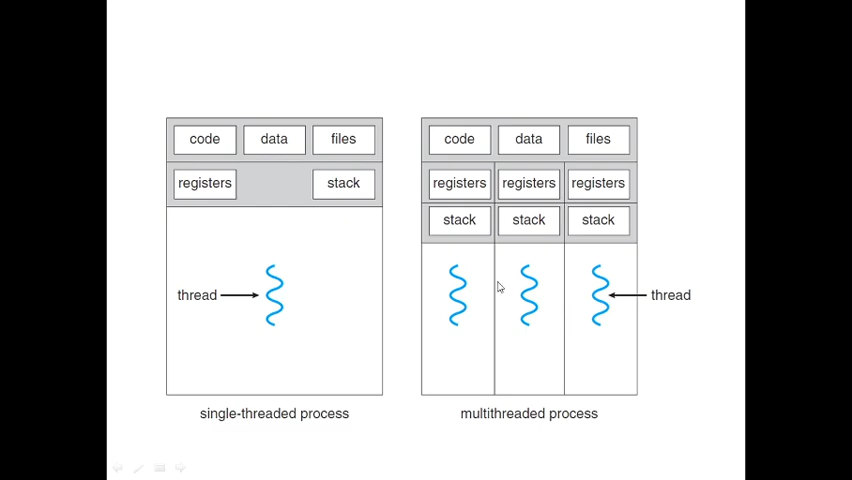 code data files
registers stack
thread
single-threaded process
code data files
registers registers registers
stack stack stack
thread
multithreaded process